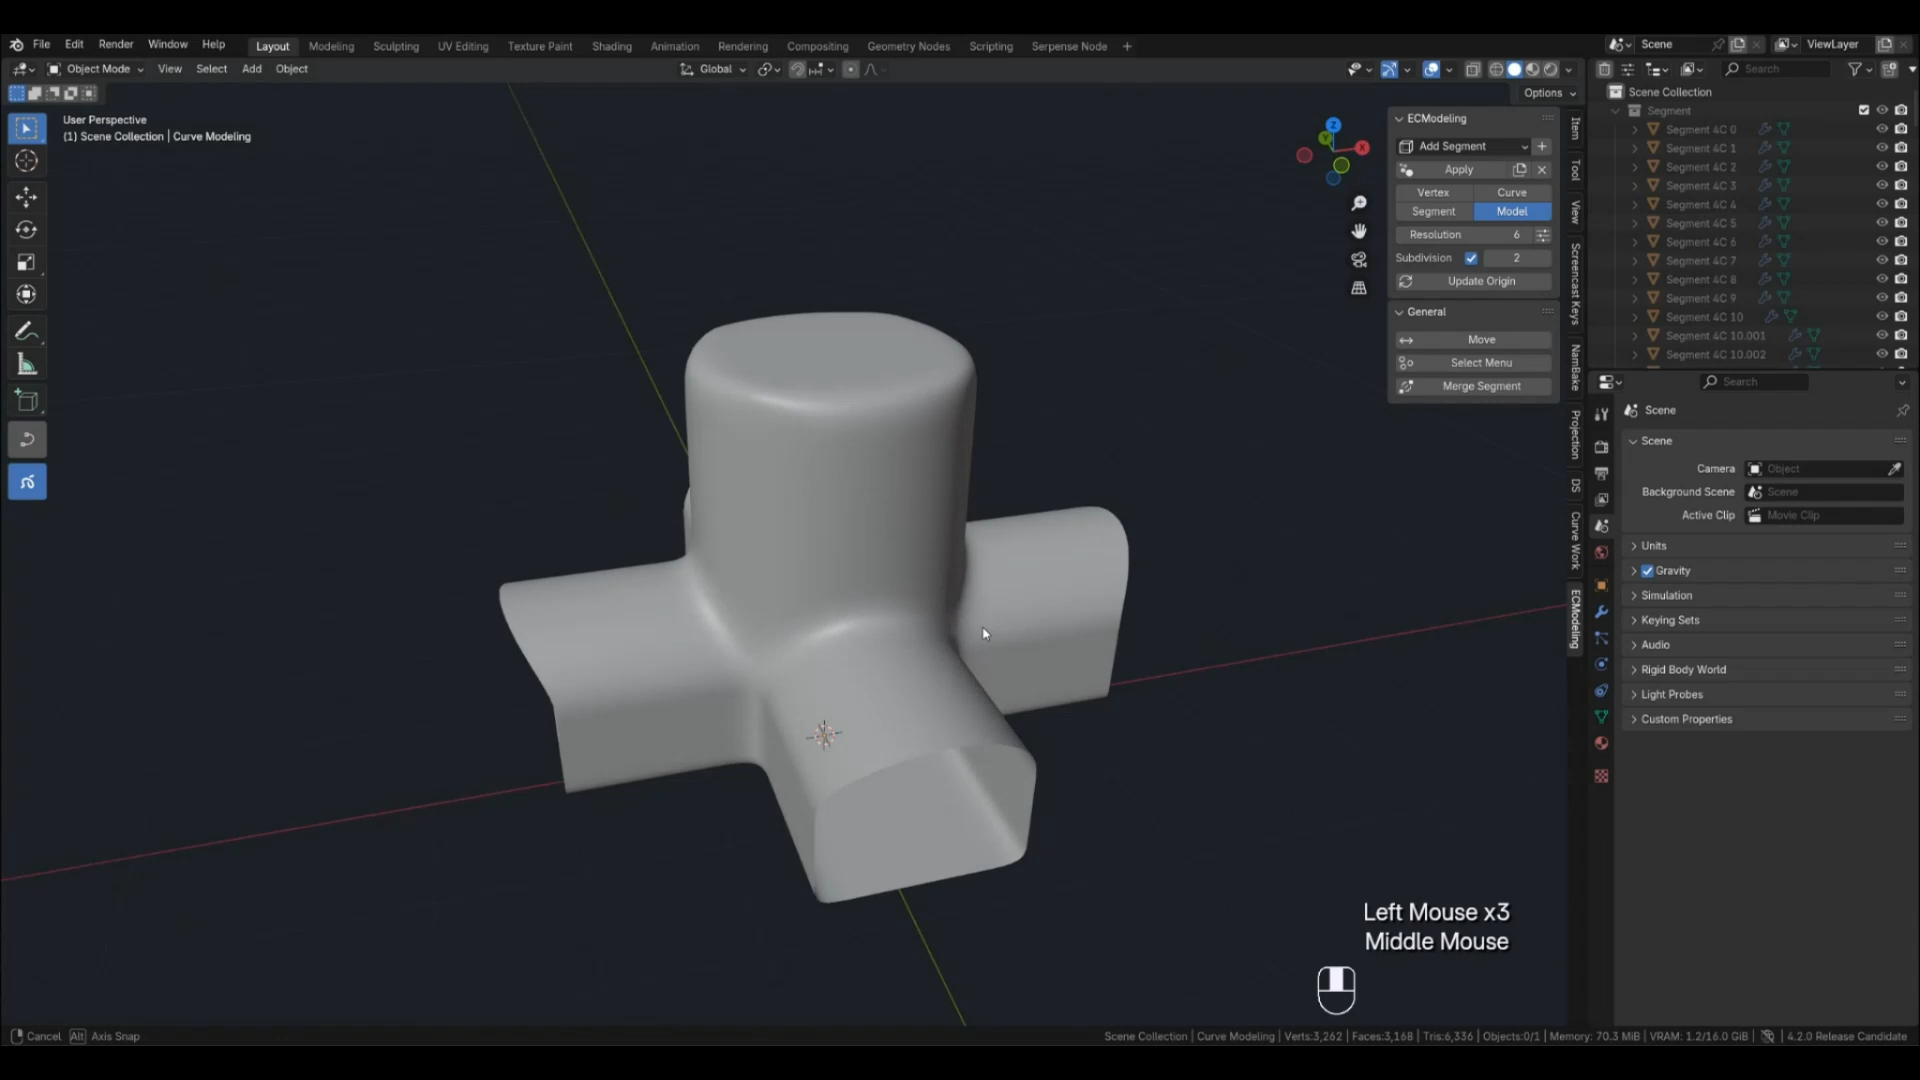 File Edit Render Window Help Layout Modeling Sculpting UV Editing Texture Paint Shading Animation Rendering Compositing Geometry Nodes Scripting Serpense Node + Scene ViewLayer
Object Mode View Select Add Object Global Search
Options
User Perspective
(1) Scene Collection | Curve Modeling
Z
Y
X
ECModeling
Add Segment
Apply
Vertex Curve
Segment Model
Resolution 6
Subdivision 2
Update Origin
General
Move
Select Menu
Merge Segment
Item
Tool
View
Screencast Keys
NamBake
Projection
DS
Curve Work
ECModeling
Scene Collection
Segment
Segment 4C 0
Segment 4C 1
Segment 4C 2
Segment 4C 3
Segment 4C 4
Segment 4C 5
Segment 4C 6
Segment 4C 7
Segment 4C 8
Segment 4C 9
Segment 4C 10
Segment 4C 10.001
Segment 4C 10.002
Search
Scene
Scene
Camera Object
Background Scene Scene
Active Clip Movie Clip
Units
Gravity
Simulation
Keying Sets
Audio
Rigid Body World
Light Probes
Custom Properties
Left Mouse x3
Middle Mouse
Cancel Alt Axis Snap
Scene Collection | Curve Modeling | Verts:3,262 | Faces:3,168 | Tris:6,336 | Objects:0/1 | Memory: 70.3 MiB | VRAM: 1.2/16.0 GiB | 4.2.0 Release Candidate